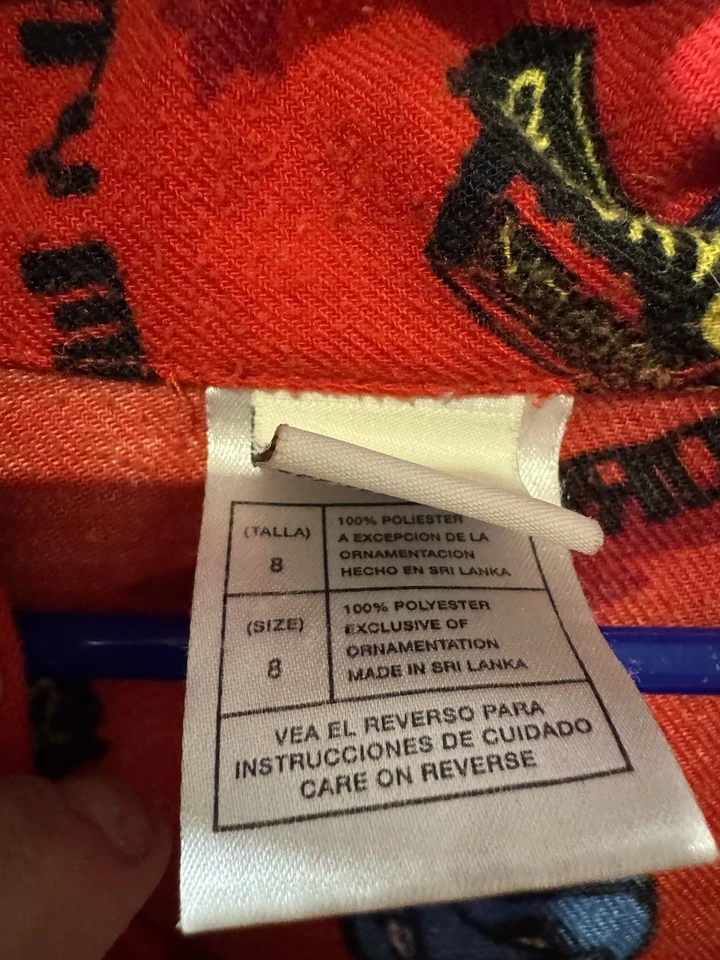 (TALLA)
8
100% POLIESTER
A EXCEPCION DE LA
ORNAMENTACION
HECHO EN SRI LANKA
(SIZE)
8
100% POLYESTER
EXCLUSIVE OF
ORNAMENTATION
MADE IN SRI LANKA
VEA EL REVERSO PARA
INSTRUCCIONES DE CUIDADO
CARE ON REVERSE